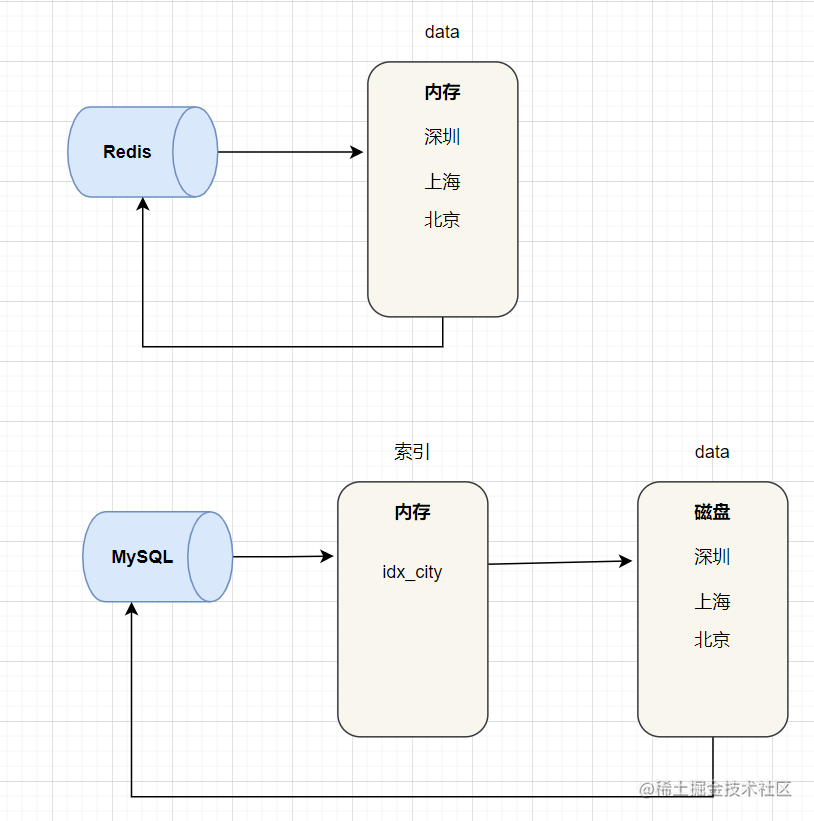 data
内存
Redis
深圳
上海
北京
索引
data
内存
磁盘
MySQL
idx_city
深圳
上海
北京
@稀土掘金技术社区